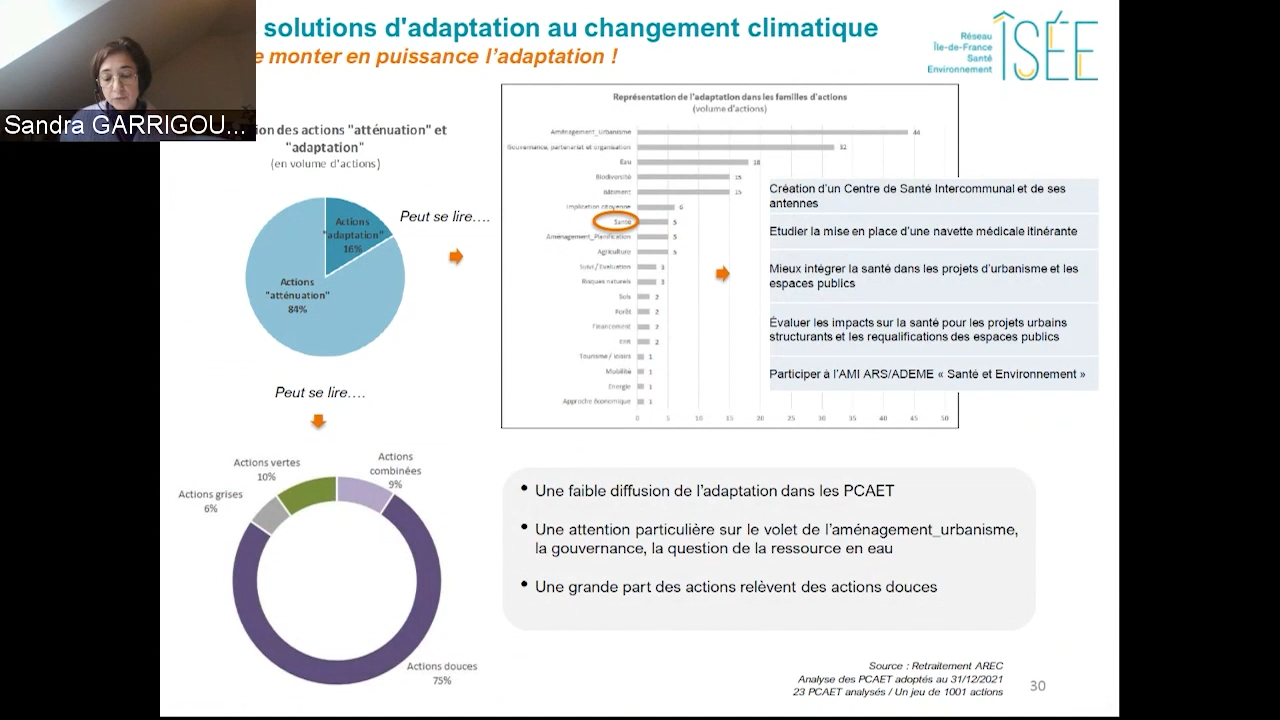 solutions d'adaptation au changement climatique
e monter en puissance l'adaptation !
Réseau
Île-de-France
Santé
Environnement
ÎSÉE
Sandra GARRIGOU...
ion des actions "atténuation" et
"adaptation"
(en volume d'actions)
Actions
"adaptation"
16%
Actions
"atténuation"
84%
Peut se lire….
Peut se lire….
Représentation de l'adaptation dans les familles d'actions
(volume d'actions)
Aménagement_Urbanisme 44
Gouvernance, partenariat et organisation 32
Eau 18
Biodiversité 15
Bâtiment 15
Implication citoyenne 6
Santé 5
Aménagement_Planification 5
Agriculture 5
Suivi / Evaluation 3
Risques naturels 3
Sols 2
Forêt 2
Financement 2
EnR 2
Tourisme / loisirs 1
Mobilité 1
Energie 1
Approche économique 1
0 5 10 15 20 25 30 35 40 45 50
Création d'un Centre de Santé Intercommunal et de ses
antennes
Etudier la mise en place d'une navette médicale itinérante
Mieux intégrer la santé dans les projets d'urbanisme et les
espaces publics
Évaluer les impacts sur la santé pour les projets urbains
structurants et les requalifications des espaces publics
Participer à l'AMI ARS/ADEME « Santé et Environnement »
Actions vertes
10%
Actions
combinées
9%
Actions grises
6%
Actions douces
75%
• Une faible diffusion de l'adaptation dans les PCAET
• Une attention particulière sur le volet de l'aménagement_urbanisme,
la gouvernance, la question de la ressource en eau
• Une grande part des actions relèvent des actions douces
Source : Retraitement AREC
Analyse des PCAET adoptés au 31/12/2021
23 PCAET analysés / Un jeu de 1001 actions
30